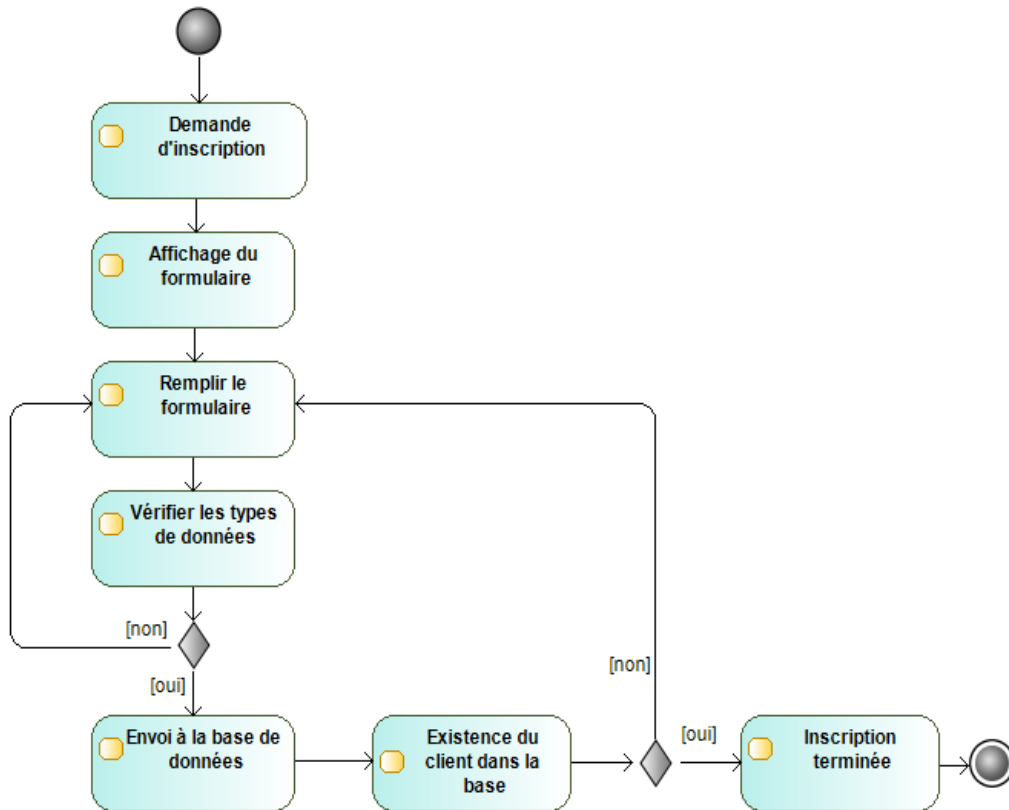 Demande
d'inscription
Affichage du
formulaire
Remplir le
formulaire
Vérifier les types
de données
[non]
[oui]
Envoi à la base de
données
Existence du
client dans la
base
[non]
[oui]
Inscription
terminée